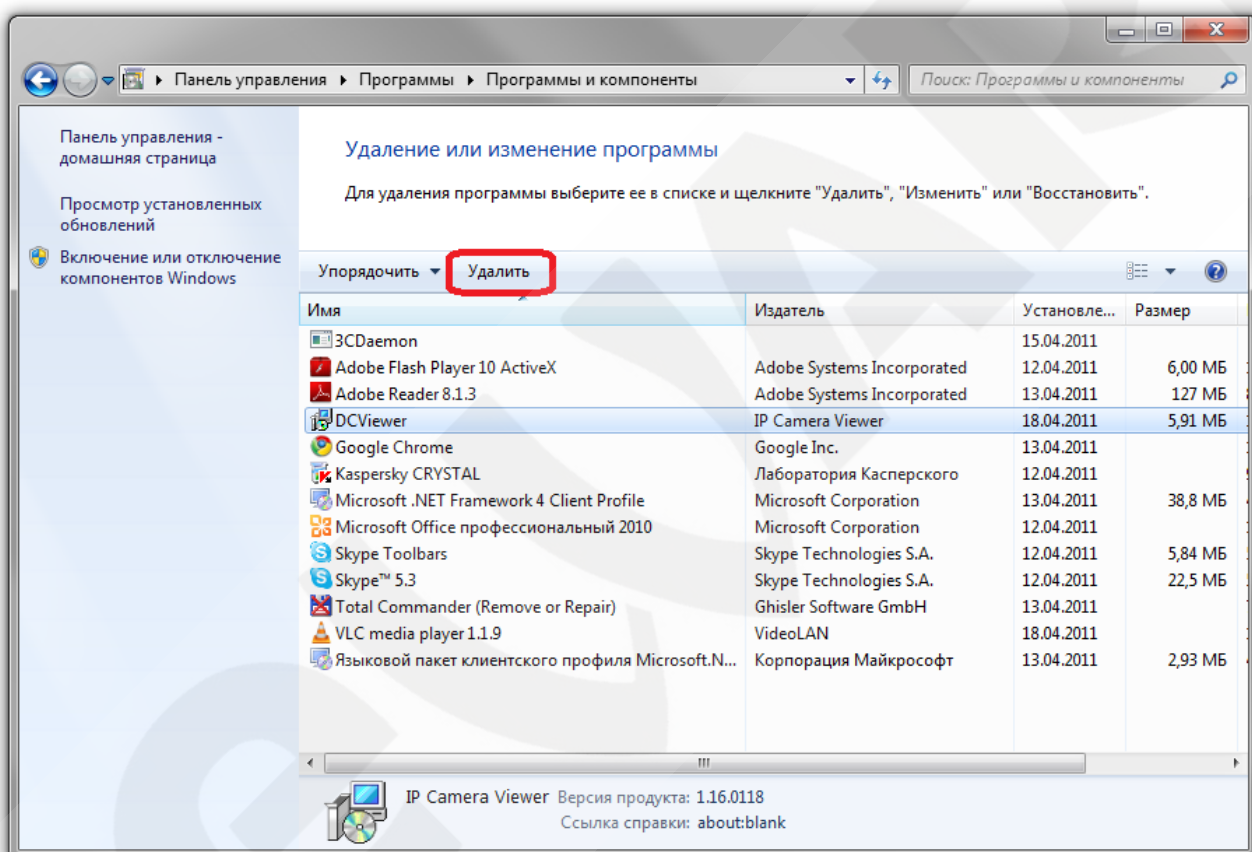 Панель управления ▸ Программы ▸ Программы и компоненты
Поиск: Программы и компоненты
Панель управления -
домашняя страница
Просмотр установленных
обновлений
Включение или отключение
компонентов Windows
Удаление или изменение программы
Для удаления программы выберите ее в списке и щелкните "Удалить", "Изменить" или "Восстановить".
Упорядочить Удалить
Имя Издатель Установле... Размер
3CDaemon 15.04.2011
Adobe Flash Player 10 ActiveX Adobe Systems Incorporated 12.04.2011 6,00 МБ
Adobe Reader 8.1.3 Adobe Systems Incorporated 13.04.2011 127 МБ
DCViewer IP Camera Viewer 18.04.2011 5,91 МБ
Google Chrome Google Inc. 13.04.2011
Kaspersky CRYSTAL Лаборатория Касперского 12.04.2011
Microsoft .NET Framework 4 Client Profile Microsoft Corporation 13.04.2011 38,8 МБ
Microsoft Office профессиональный 2010 Microsoft Corporation 12.04.2011
Skype Toolbars Skype Technologies S.A. 12.04.2011 5,84 МБ
Skype™ 5.3 Skype Technologies S.A. 12.04.2011 22,5 МБ
Total Commander (Remove or Repair) Ghisler Software GmbH 13.04.2011
VLC media player 1.1.9 VideoLAN 18.04.2011
Языковой пакет клиентского профиля Microsoft.N... Корпорация Майкрософт 13.04.2011 2,93 МБ
IP Camera Viewer Версия продукта: 1.16.0118
Ссылка справки: about:blank